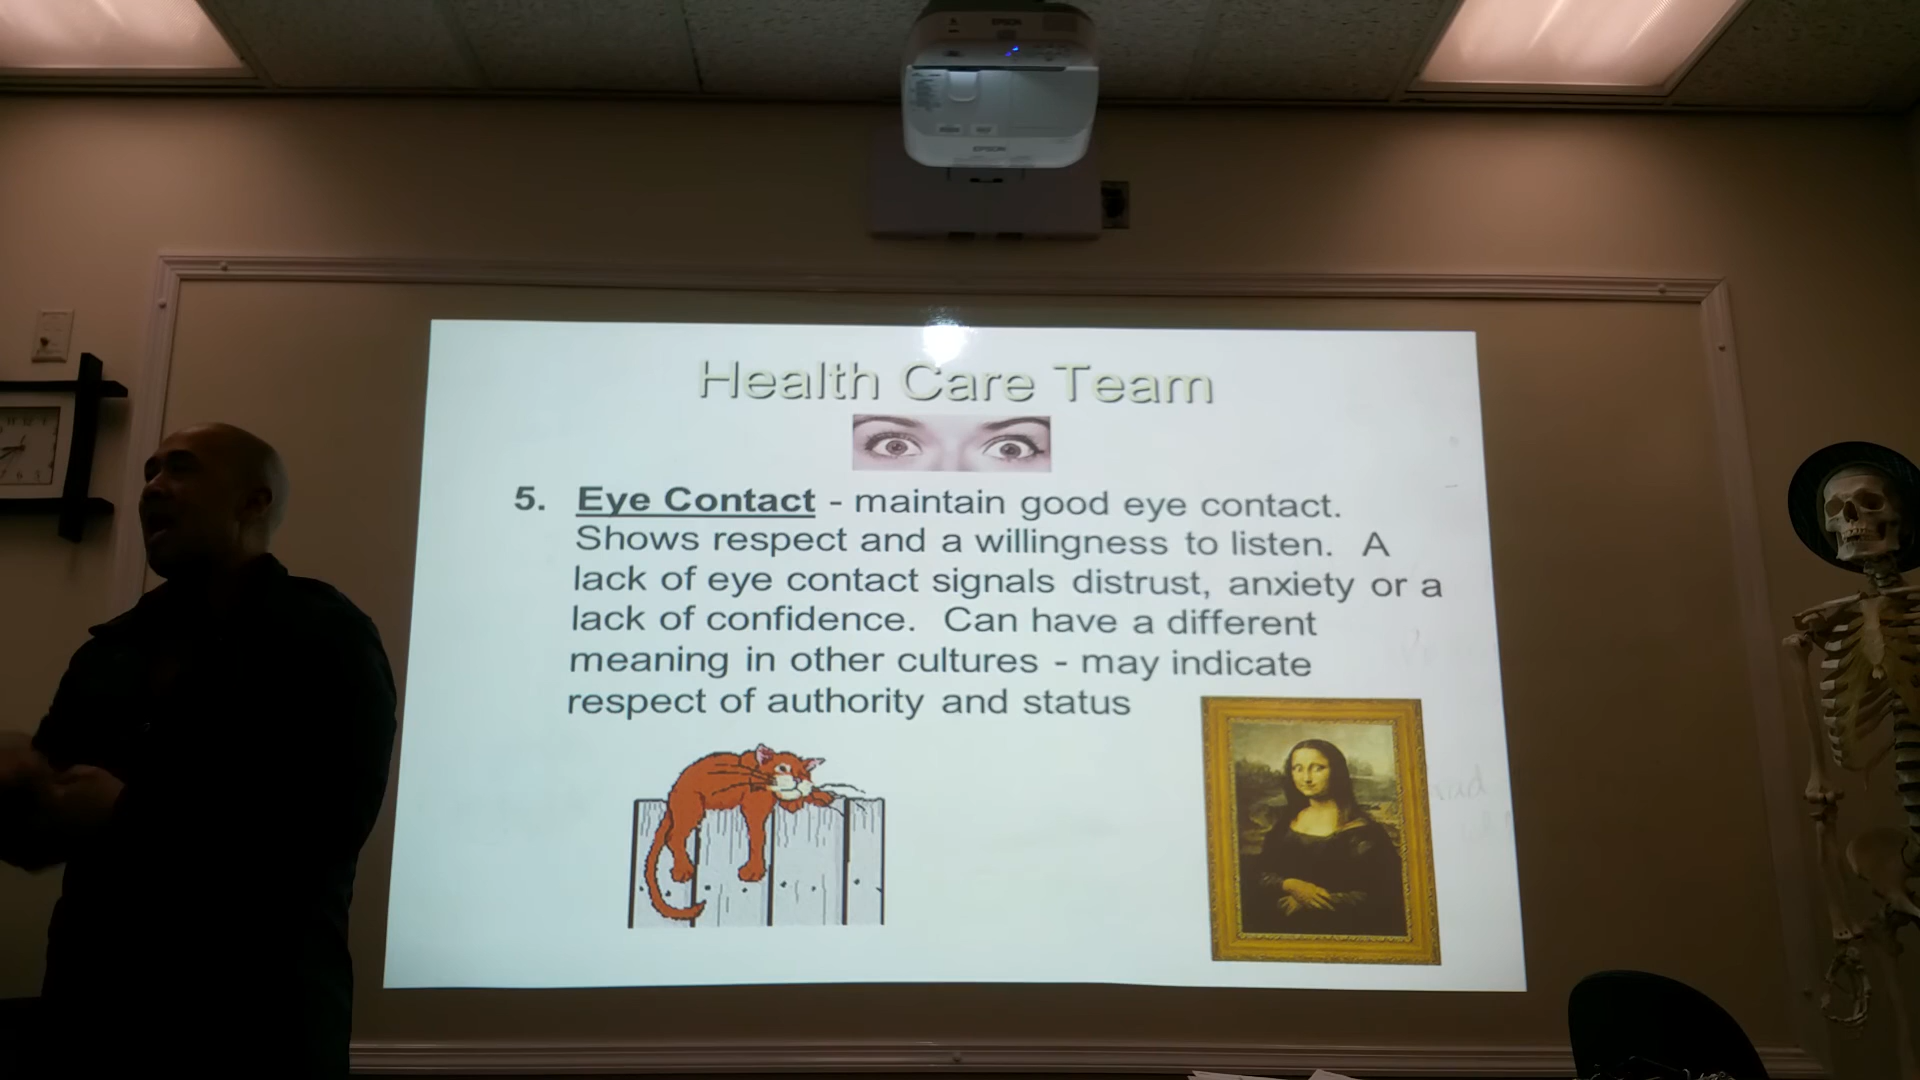 EPSON
EPSON
Health Care Team
5. Eye Contact - maintain good eye contact.
Shows respect and a willingness to listen. A
lack of eye contact signals distrust, anxiety or a
lack of confidence. Can have a different
meaning in other cultures - may indicate
respect of authority and status